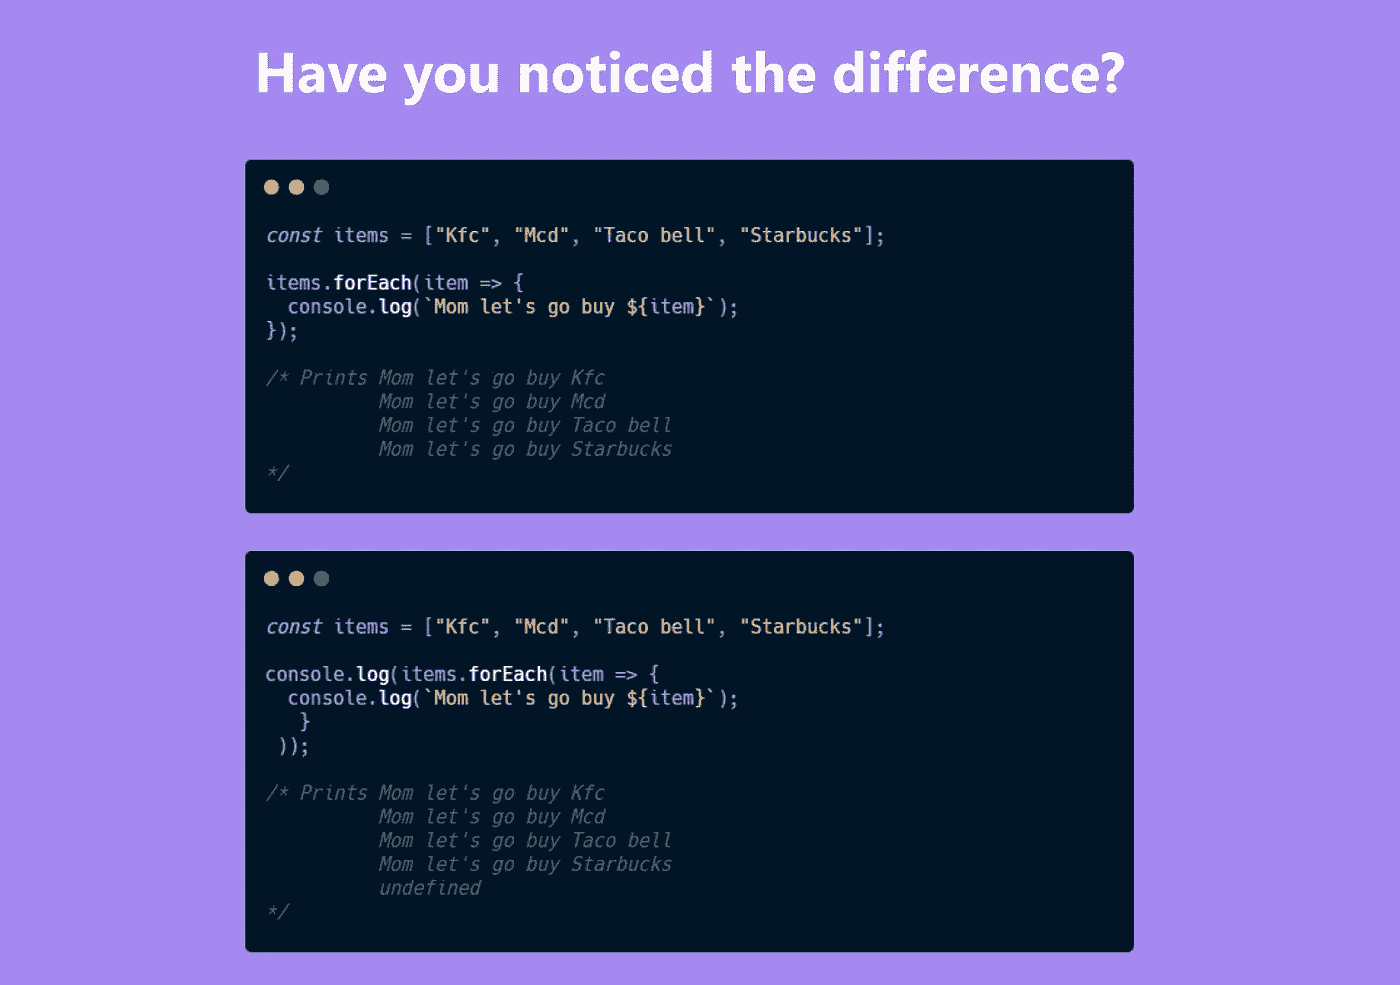 Have you noticed the difference?
const items = ["Kfc", "Mcd", "Taco bell", "Starbucks"];
items.forEach(item => {
  console.log(`Mom let's go buy ${item}`);
});
/* Prints Mom let's go buy Kfc
          Mom let's go buy Mcd
          Mom let's go buy Taco bell
          Mom let's go buy Starbucks
*/
const items = ["Kfc", "Mcd", "Taco bell", "Starbucks"];
console.log(items.forEach(item => {
  console.log(`Mom let's go buy ${item}`);
   }
 ));
/* Prints Mom let's go buy Kfc
          Mom let's go buy Mcd
          Mom let's go buy Taco bell
          Mom let's go buy Starbucks
          undefined
*/